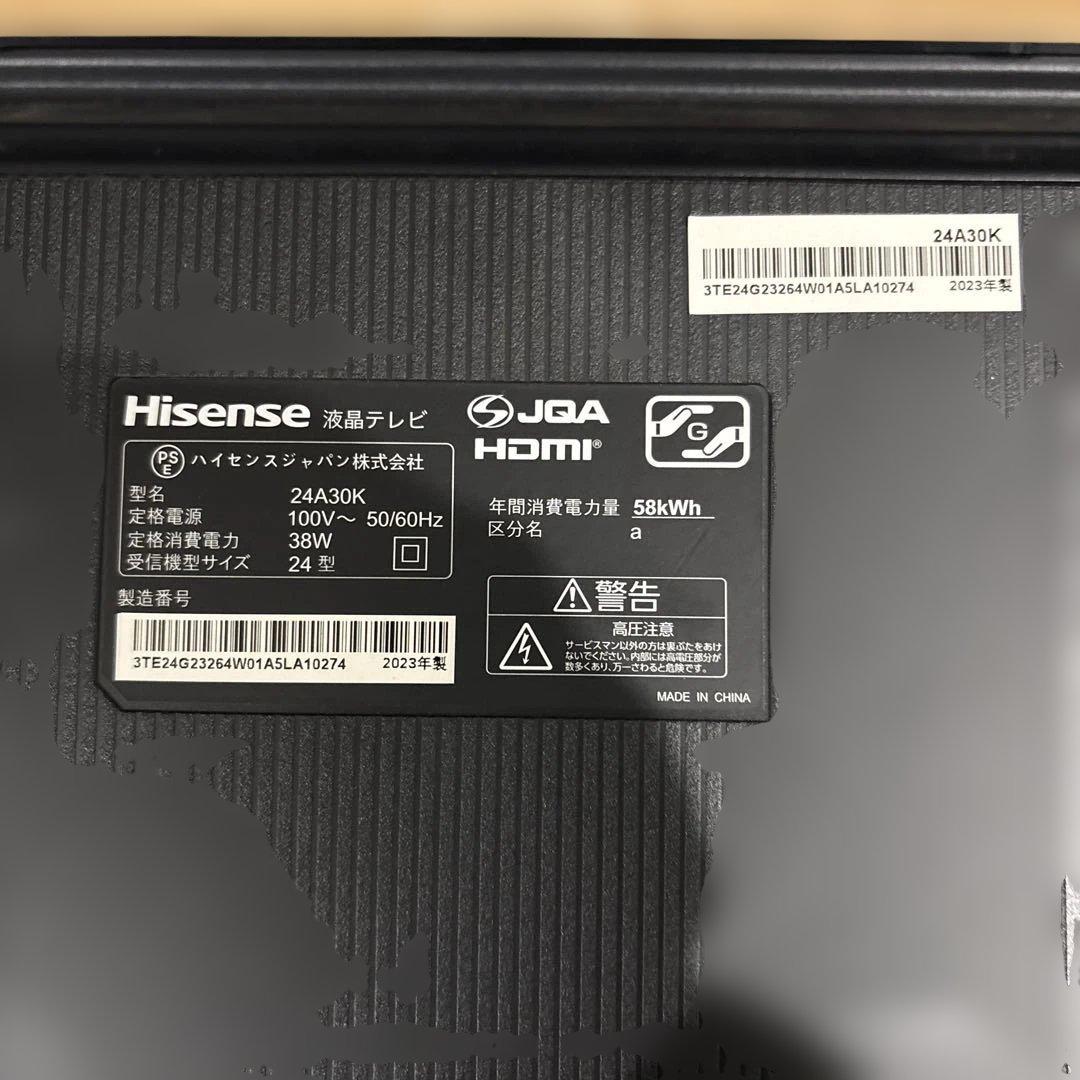 24A30K
3TE24G23264W01A5LA10274 2023年製
Hisense 液晶テレビ
JQA
HDMI®
G
PSE ハイセンスジャパン株式会社
型名 24A30K
定格電源 100V～ 50/60Hz
定格消費電力 38W
受信機型サイズ 24 型
年間消費電力量 58kWh
区分名 a
製造番号
3TE24G23264W01A5LA10274 2023年製
警告
高圧注意
サービスマン以外の方は裏ぶたをあけ
ないでください。内部には高電圧部分が
数多くあり、万一さわると危険です。
MADE IN CHINA